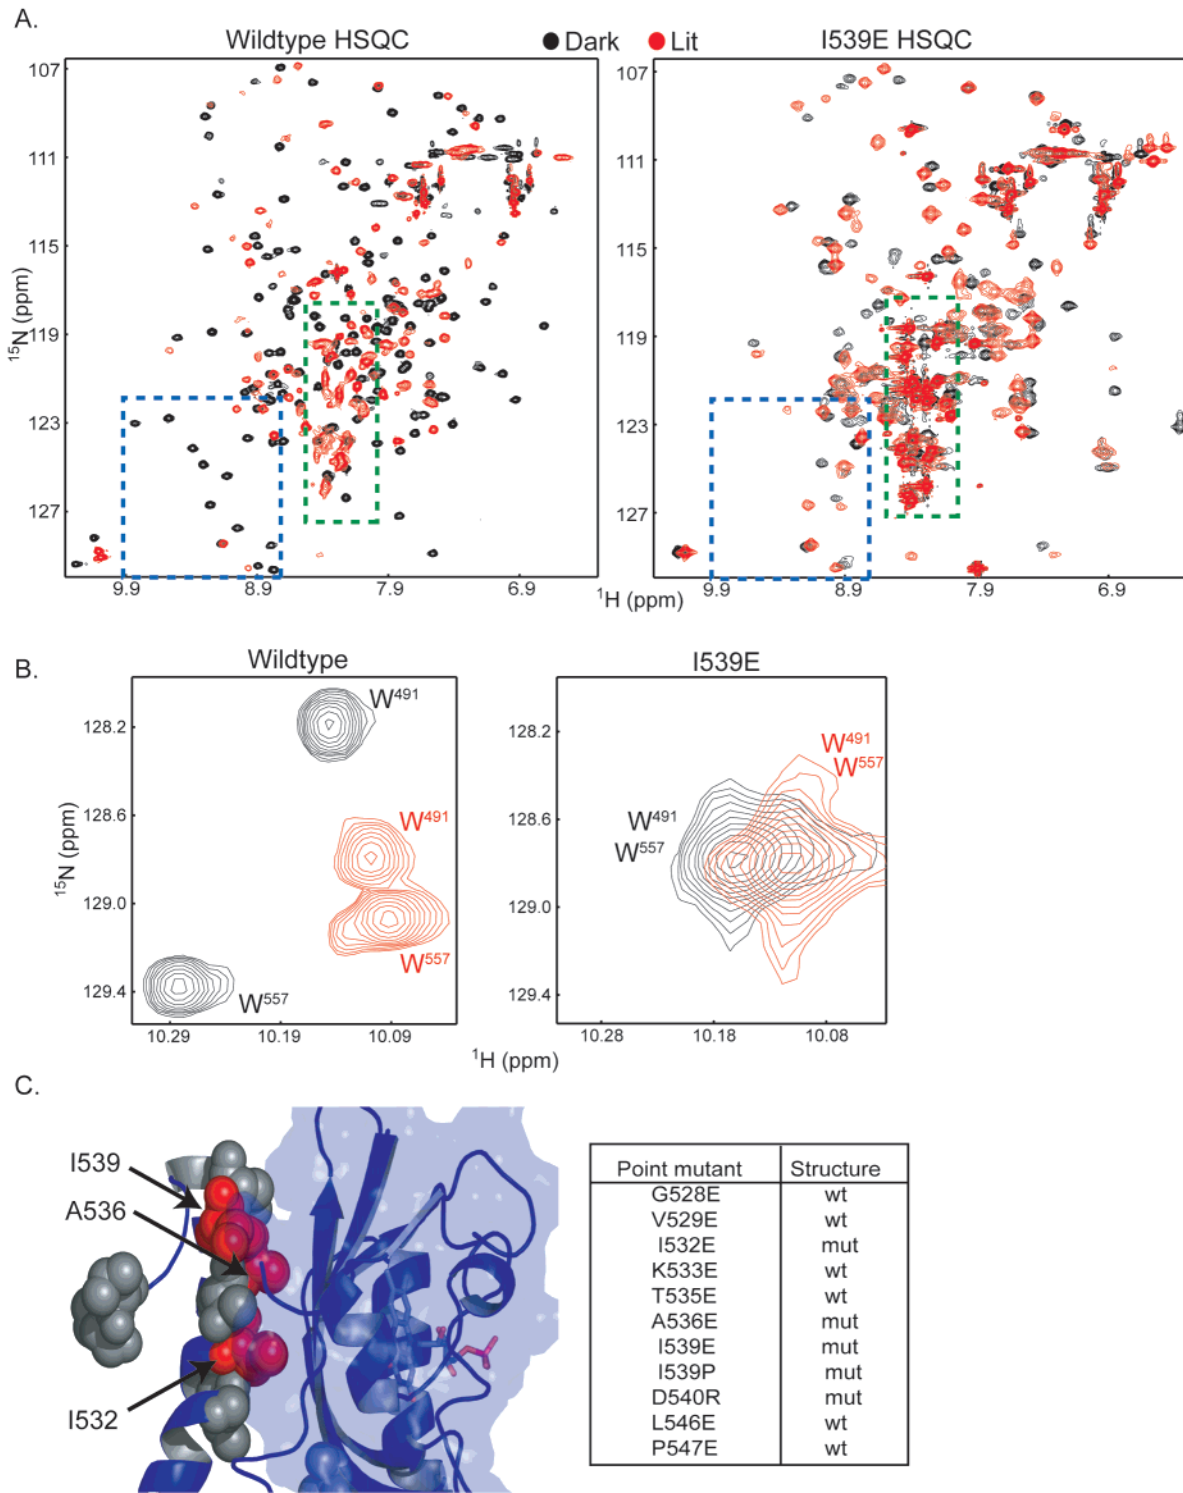 A.
Wildtype HSQC
Dark
Lit
I539E HSQC
107
111
115
119
123
127
15N (ppm)
9.9 8.9 7.9 6.9
107
111
115
119
123
127
9.9 8.9 7.9 6.9
1H (ppm)
B.
Wildtype
I539E
128.2
128.6
129.0
129.4
15N (ppm)
W491
W491
W557
W557
10.29 10.19 10.09
128.2
128.6
129.0
129.4
W491
W557
W491
W557
10.28 10.18 10.08
1H (ppm)
C.
I539
A536
I532
Point mutant Structure
G528E wt
V529E wt
I532E mut
K533E wt
T535E wt
A536E mut
I539E mut
I539P mut
D540R mut
L546E wt
P547E wt